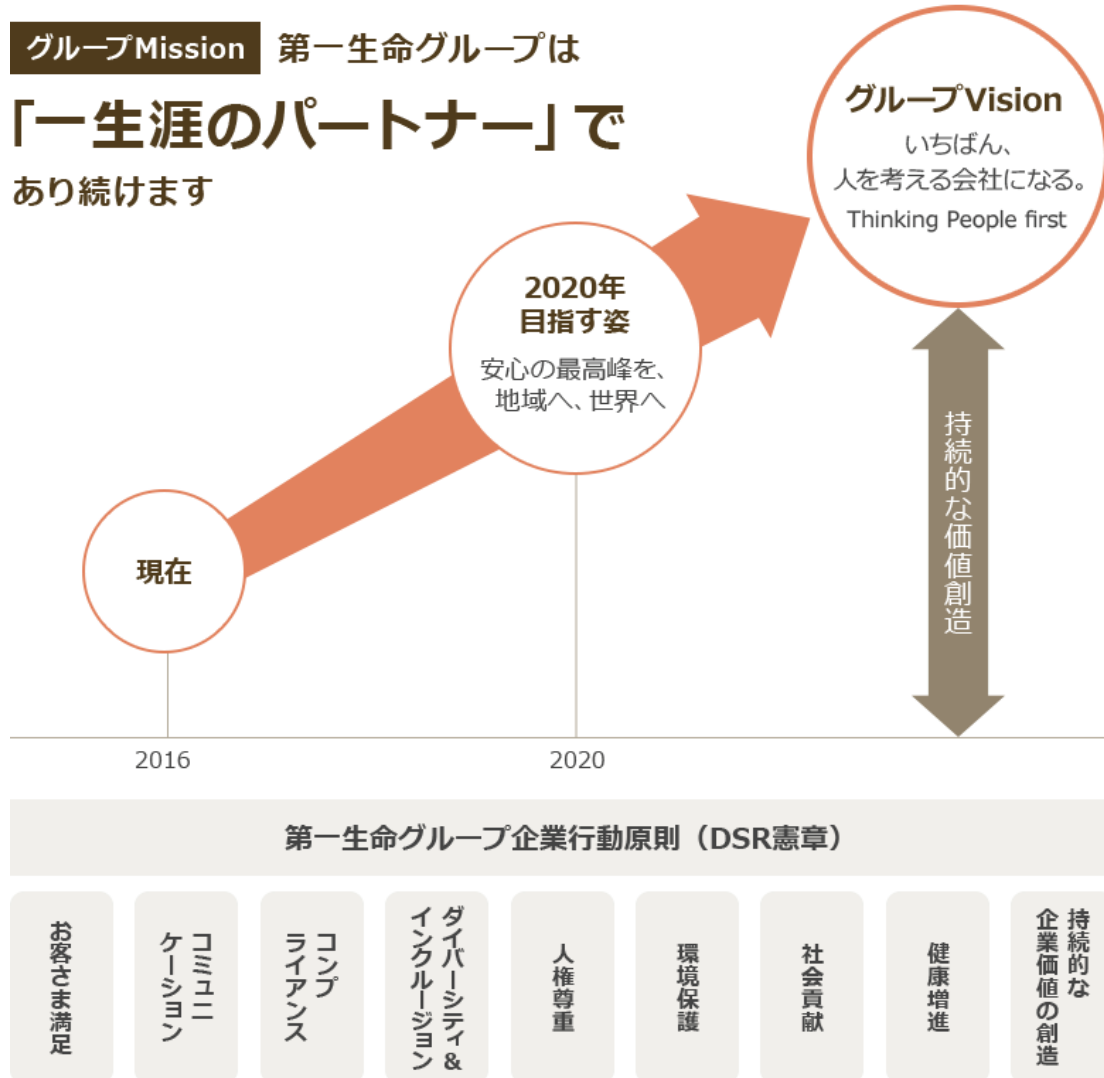 グループMission 第一生命グループは
「一生涯のパートナー」で
あり続けます
グループVision
いちばん、
人を考える会社になる。
Thinking People first
2020年
目指す姿
安心の最高峰を、
地域へ、世界へ
現在
持続的な価値創造
2016
2020
第一生命グループ企業行動原則（DSR憲章）
お客さま満足
コミュニ
ケーション
コンプ
ライアンス
ダイバーシティ&
インクルージョン
人権尊重
環境保護
社会貢献
健康増進
持続的な
企業価値の創造